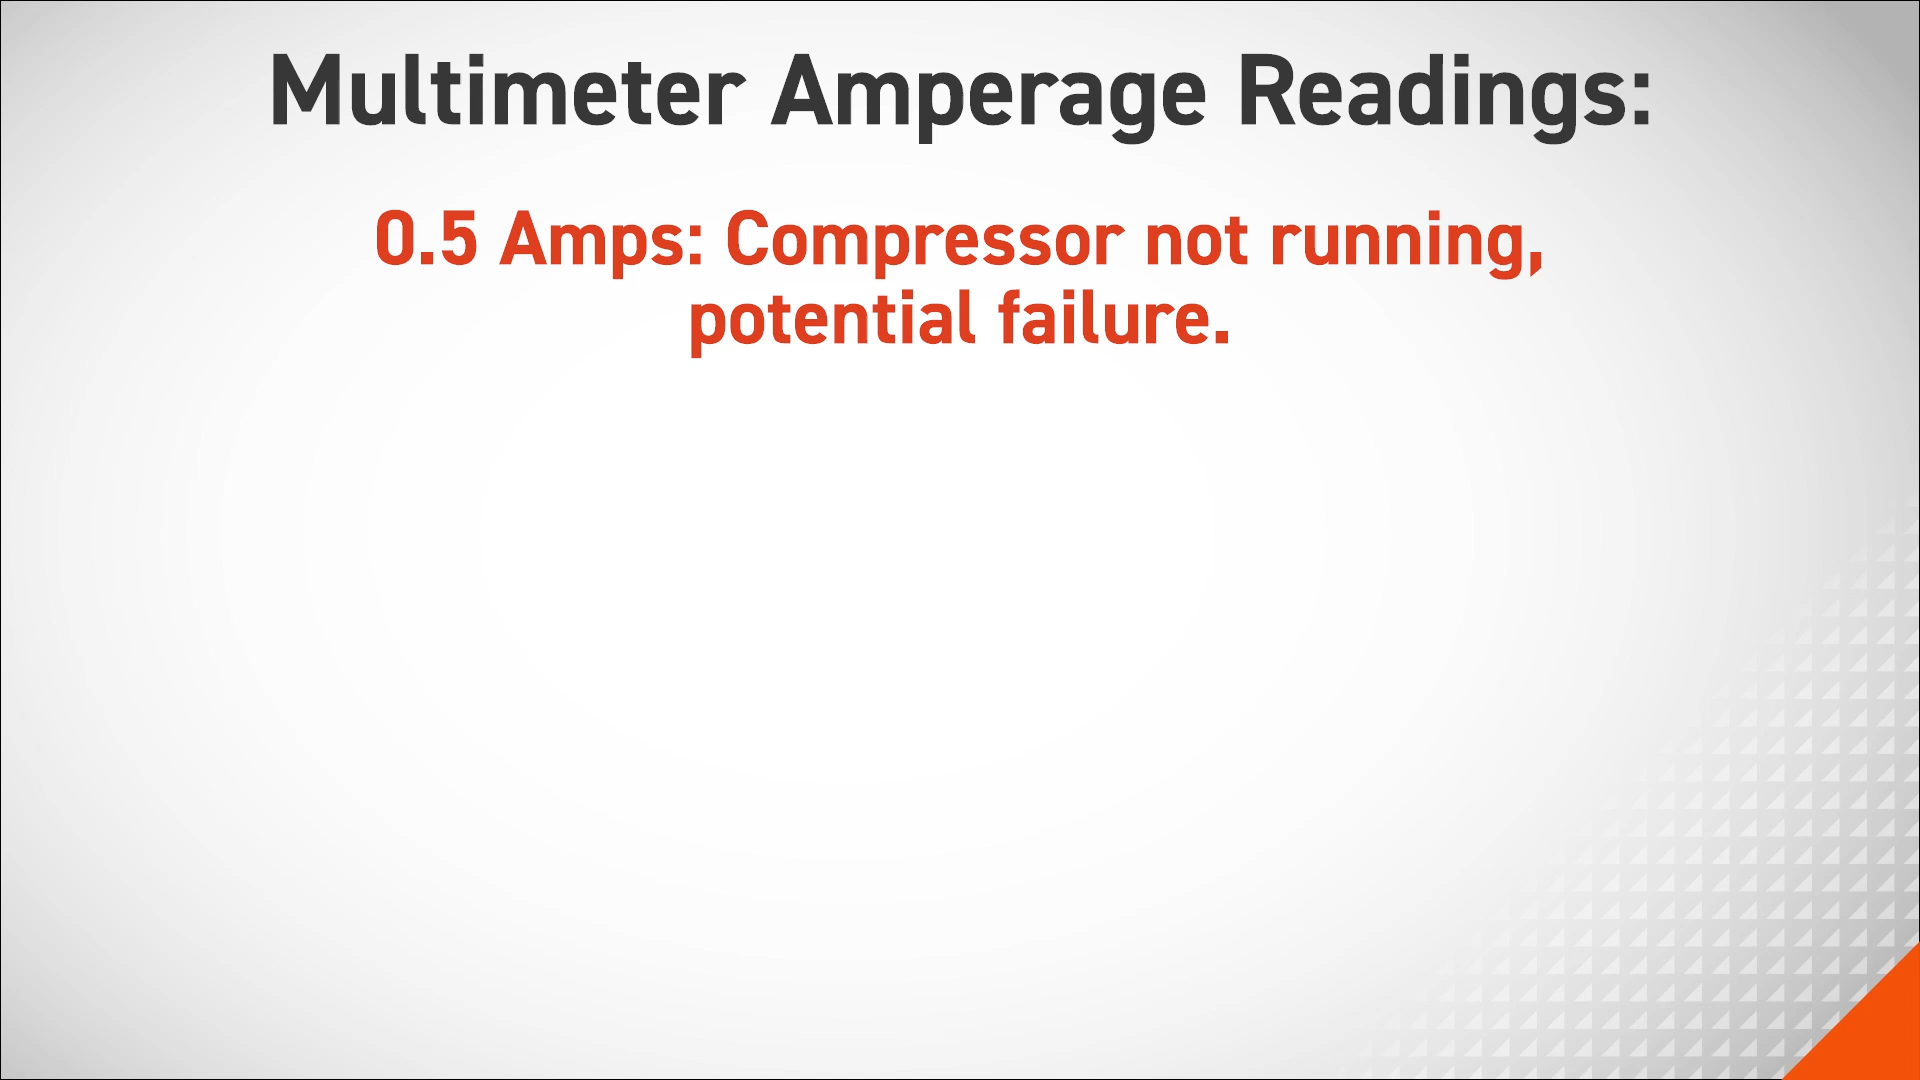 Multimeter Amperage Readings:
0.5 Amps: Compressor not running,
potential failure.